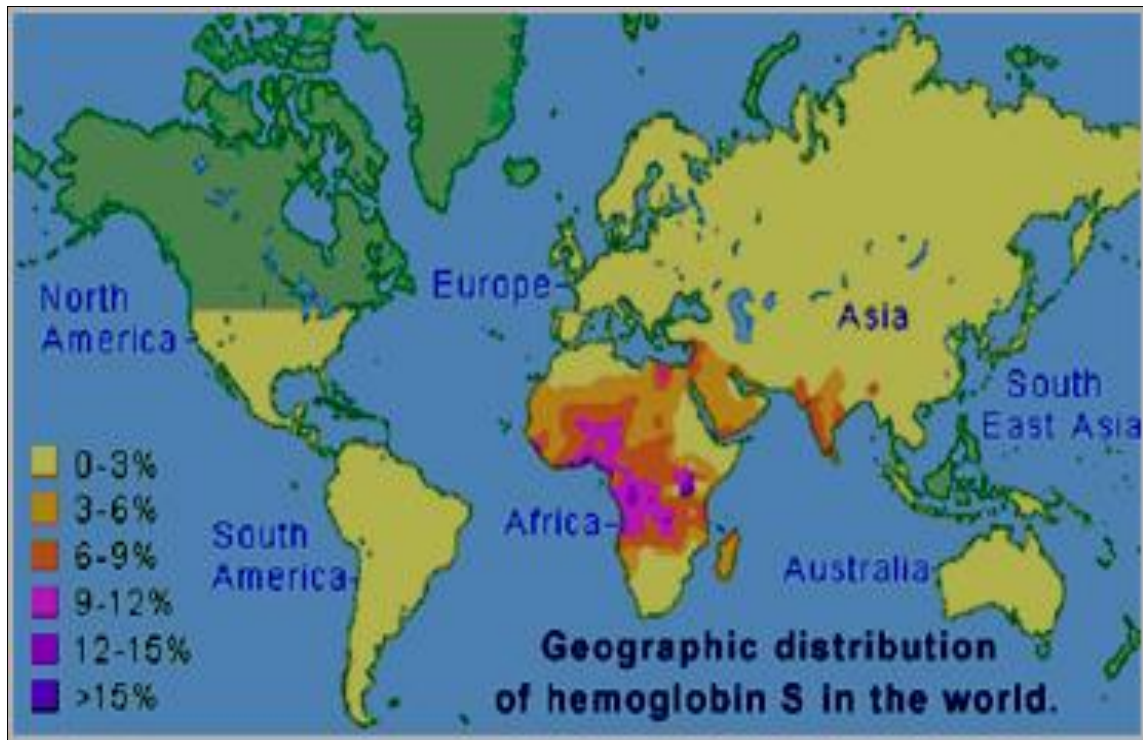 North
America
Europe
Asia
South
East Asia
0-3%
3-6%
6-9%
9-12%
12-15%
>15%
South
America
Africa
Australia
Geographic distribution
of hemoglobin S in the world.